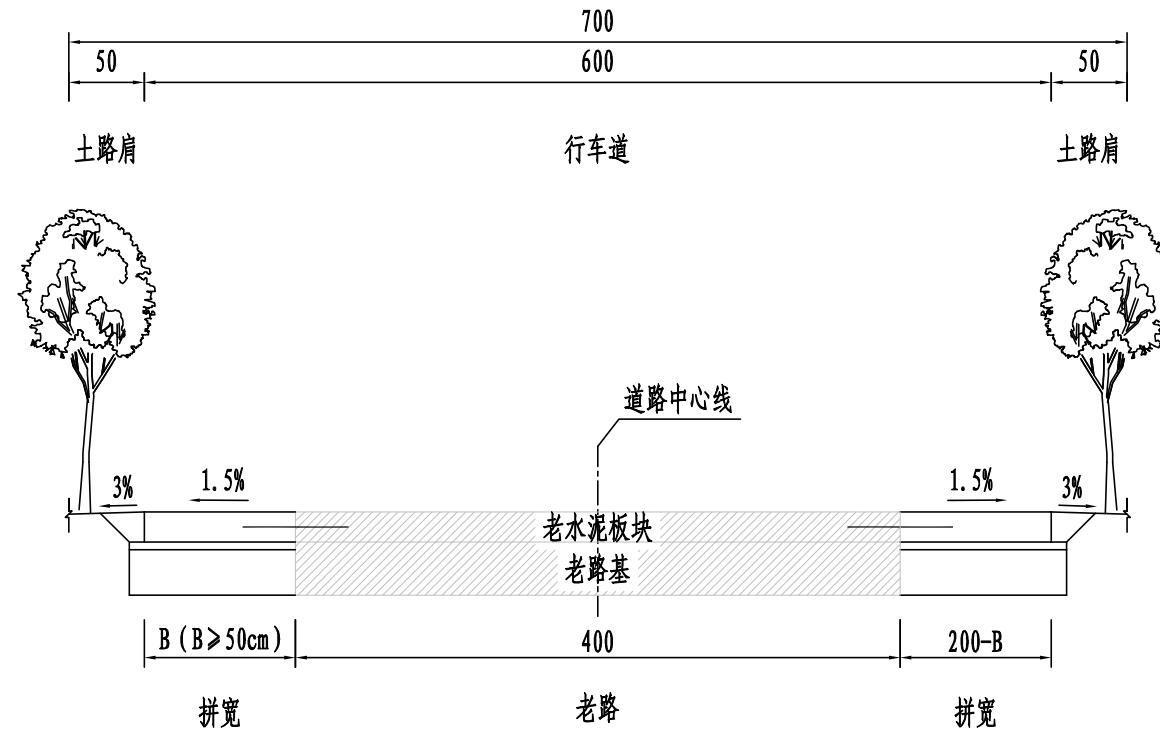 700
50 600 50
土路肩 行车道 土路肩
道路中心线
3% 1.5% 1.5% 3%
老水泥板块
老路基
B(B≥50cm) 400 200-B
拼宽 老路 拼宽